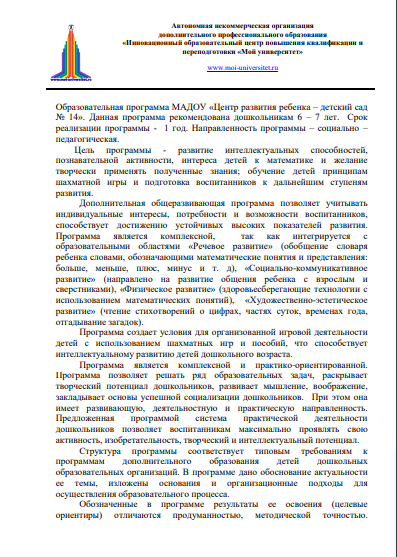 Автономная некоммерческая организация
дополнительного профессионального образования
«Инновационный образовательный центр повышения квалификации и
переподготовки «Мой университет»
www.moi-universitet.ru
www.moi-universitet.ru
Образовательная программа МАДОУ «Центр развития ребенка – детский сад
№ 14». Данная программа рекомендована дошкольникам 6 – 7 лет. Срок
реализации программы - 1 год. Направленность программы – социально –
педагогическая.
Цель программы - развитие интеллектуальных способностей,
познавательной активности, интереса детей к математике и желание
творчески применять полученные знания; обучение детей принципам
шахматной игры и подготовка воспитанников к дальнейшим ступеням
развития.
Дополнительная общеразвивающая программа позволяет учитывать
индивидуальные интересы, потребности и возможности воспитанников,
способствует достижению устойчивых высоких показателей развития.
Программа является комплексной, так как интегрируется с
образовательными областями «Речевое развитие» (обобщение словаря
ребенка словами, обозначающими математические понятия и представления:
больше, меньше, плюс, минус и т. д), «Социально-коммуникативное
развитие» (направлено на развитие общения ребенка с взрослым и
сверстниками), «Физическое развитие» (здоровьесберегающие технологии с
использованием математических понятий), «Художественно-эстетическое
развитие» (чтение стихотворений о цифрах, частях суток, временах года,
отгадывание загадок).
Программа создает условия для организованной игровой деятельности
детей с использованием шахматных игр и пособий, что способствует
интеллектуальному развитию детей дошкольного возраста.
Программа является комплексной и практико-ориентированной.
Программа позволяет решать ряд образовательных задач, раскрывает
творческий потенциал дошкольников, развивает мышление, воображение,
закладывает основы успешной социализации дошкольников. При этом она
имеет развивающую, деятельностную и практическую направленность.
Предложенная программой система практической деятельности
дошкольников позволяет воспитанникам максимально проявлять свою
активность, изобретательность, творческий и интеллектуальный потенциал.
Структура программы соответствует типовым требованиям к
программам дополнительного образования детей дошкольных
образовательных организаций. В программе дано обоснование актуальности
ее темы, изложены основания и организационные подходы для
осуществления образовательного процесса.
Обозначенные в программе результаты ее освоения (целевые
ориентиры) отличаются продуманностью, методической точностью.